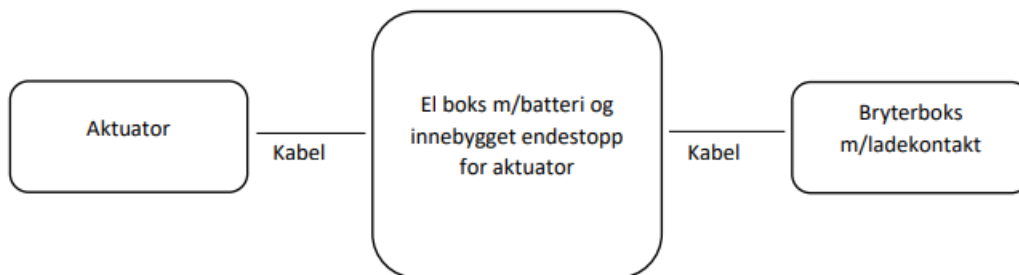 Aktuator
Kabel
El boks m/batteri og
innebygget endestopp
for aktuator
Kabel
Bryterboks
m/ladekontakt